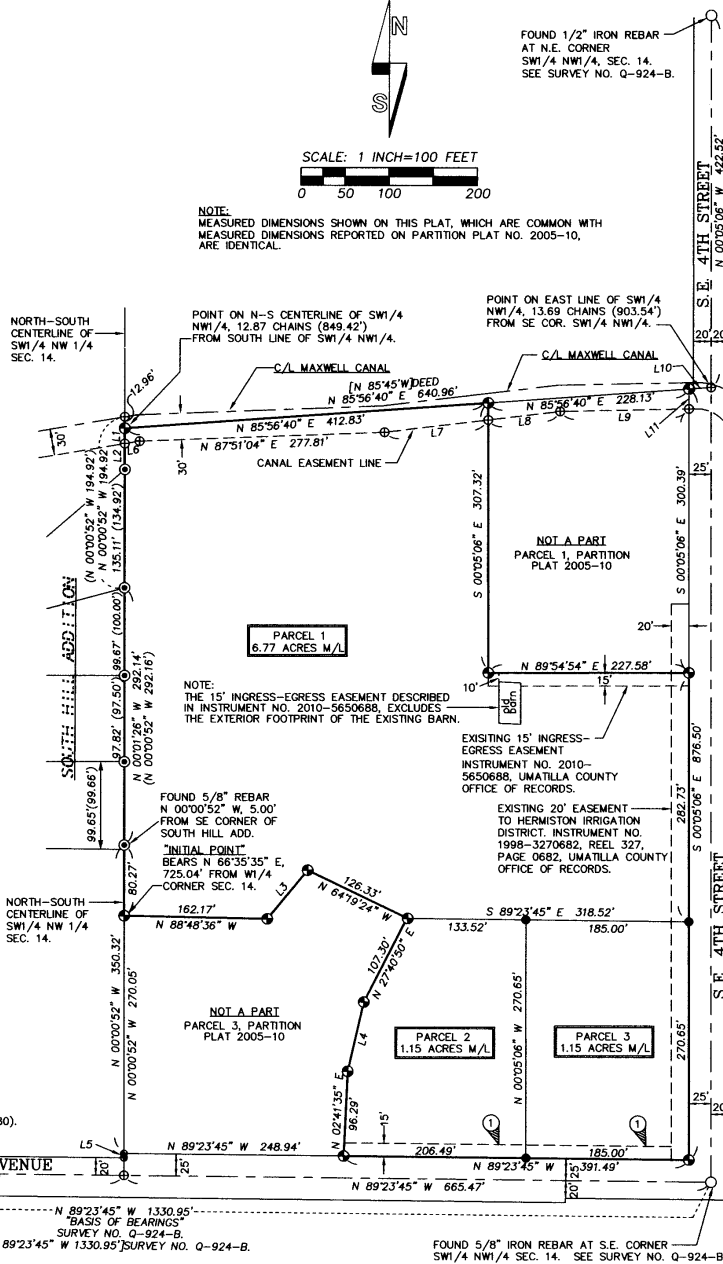 N
S
FOUND 1/2" IRON REBAR
AT N.E. CORNER
SW1/4 NW1/4, SEC. 14.
SEE SURVEY NO. Q-924-B.
SCALE: 1 INCH=100 FEET
0 50 100 200
NOTE:
MEASURED DIMENSIONS SHOWN ON THIS PLAT, WHICH ARE COMMON WITH
MEASURED DIMENSIONS REPORTED ON PARTITION PLAT NO. 2005-10,
ARE IDENTICAL.
S.E. 4TH STREET
N 00°05'06" W 422.52'
NORTH-SOUTH
CENTERLINE OF
SW1/4 NW 1/4
SEC. 14.
POINT ON N-S CENTERLINE OF SW1/4
NW1/4, 12.87 CHAINS (849.42')
FROM SOUTH LINE OF SW1/4 NW1/4.
POINT ON EAST LINE OF SW1/4
NW1/4, 13.69 CHAINS (903.54')
FROM SE COR. SW1/4 NW1/4.
20' 20'
12.96'
C/L MAXWELL CANAL
C/L MAXWELL CANAL
L10
[N 85°45'W]DEED
N 85°56'40" E 640.96'
N 85°56'40" E 412.83'
N 85°56'40" E 228.13'
30'
L2
L6
N 87°51'04" E 277.81'
30'
L7
L8
L9
L11
CANAL EASEMENT LINE
25'
(N 00°00'52" W 194.92')
N 00°00'52" W 194.92'
135.11' (134.92')
S 00°05'06" E 307.32'
S 00°05'06" E 300.39'
NOT A PART
PARCEL 1, PARTITION
PLAT 2005-10
SOUTH HILL ADDITION
99.67' (100.00')
97.82' (97.50')
N 00°01'26" W 292.14'
(N 00°00'52" W 292.16')
PARCEL 1
6.77 ACRES M/L
20'
N 89°54'54" E 227.58'
10'
15'
old barn
NOTE:
THE 15' INGRESS-EGRESS EASEMENT DESCRIBED
IN INSTRUMENT NO. 2010-5650688, EXCLUDES
THE EXTERIOR FOOTPRINT OF THE EXISTING BARN.
EXISITING 15' INGRESS-
EGRESS EASEMENT
INSTRUMENT NO. 2010-
5650688, UMATILLA COUNTY
OFFICE OF RECORDS.
282.73'
S 00°05'06" E 876.50'
99.65'(99.66')
FOUND 5/8" REBAR
N 00°00'52" W, 5.00'
FROM SE CORNER OF
SOUTH HILL ADD.
EXISTING 20' EASEMENT
TO HERMISTON IRRIGATION
DISTRICT. INSTRUMENT NO.
1998-3270682, REEL 327,
PAGE 0682, UMATILLA COUNTY
OFFICE OF RECORDS.
"INITIAL POINT"
BEARS N 66°35'35" E,
725.04' FROM W1/4
CORNER SEC. 14.
80.27'
NORTH-SOUTH
CENTERLINE OF
SW1/4 NW 1/4
SEC. 14.
162.17'
N 88°48'36" W
L3
126.33'
N 64°19'24" W
S 89°23'45" E 318.52'
133.52'
185.00'
S.E. 4TH STREET
N 00°00'52" W 350.32'
N 00°00'52" W 270.05'
107.30'
N 27°40'50" E
N 00°05'06" W 270.65'
270.65'
NOT A PART
PARCEL 3, PARTITION
PLAT 2005-10
L4
PARCEL 2
1.15 ACRES M/L
PARCEL 3
1.15 ACRES M/L
N 02°41'35" E
96.29'
25'
20
30).
15'
1
1
L5
N 89°23'45" W 248.94'
206.49'
185.00'
VENUE
20'
25'
N 89°23'45" W 391.49'
N 89°23'45" W 665.47'
20' 25'
N 89°23'45" W 1330.95'
"BASIS OF BEARINGS"
SURVEY NO. Q-924-B.
89°23'45" W 1330.95']SURVEY NO. Q-924-B.
FOUND 5/8" IRON REBAR AT S.E. CORNER
SW1/4 NW1/4 SEC. 14. SEE SURVEY NO. Q-924-B